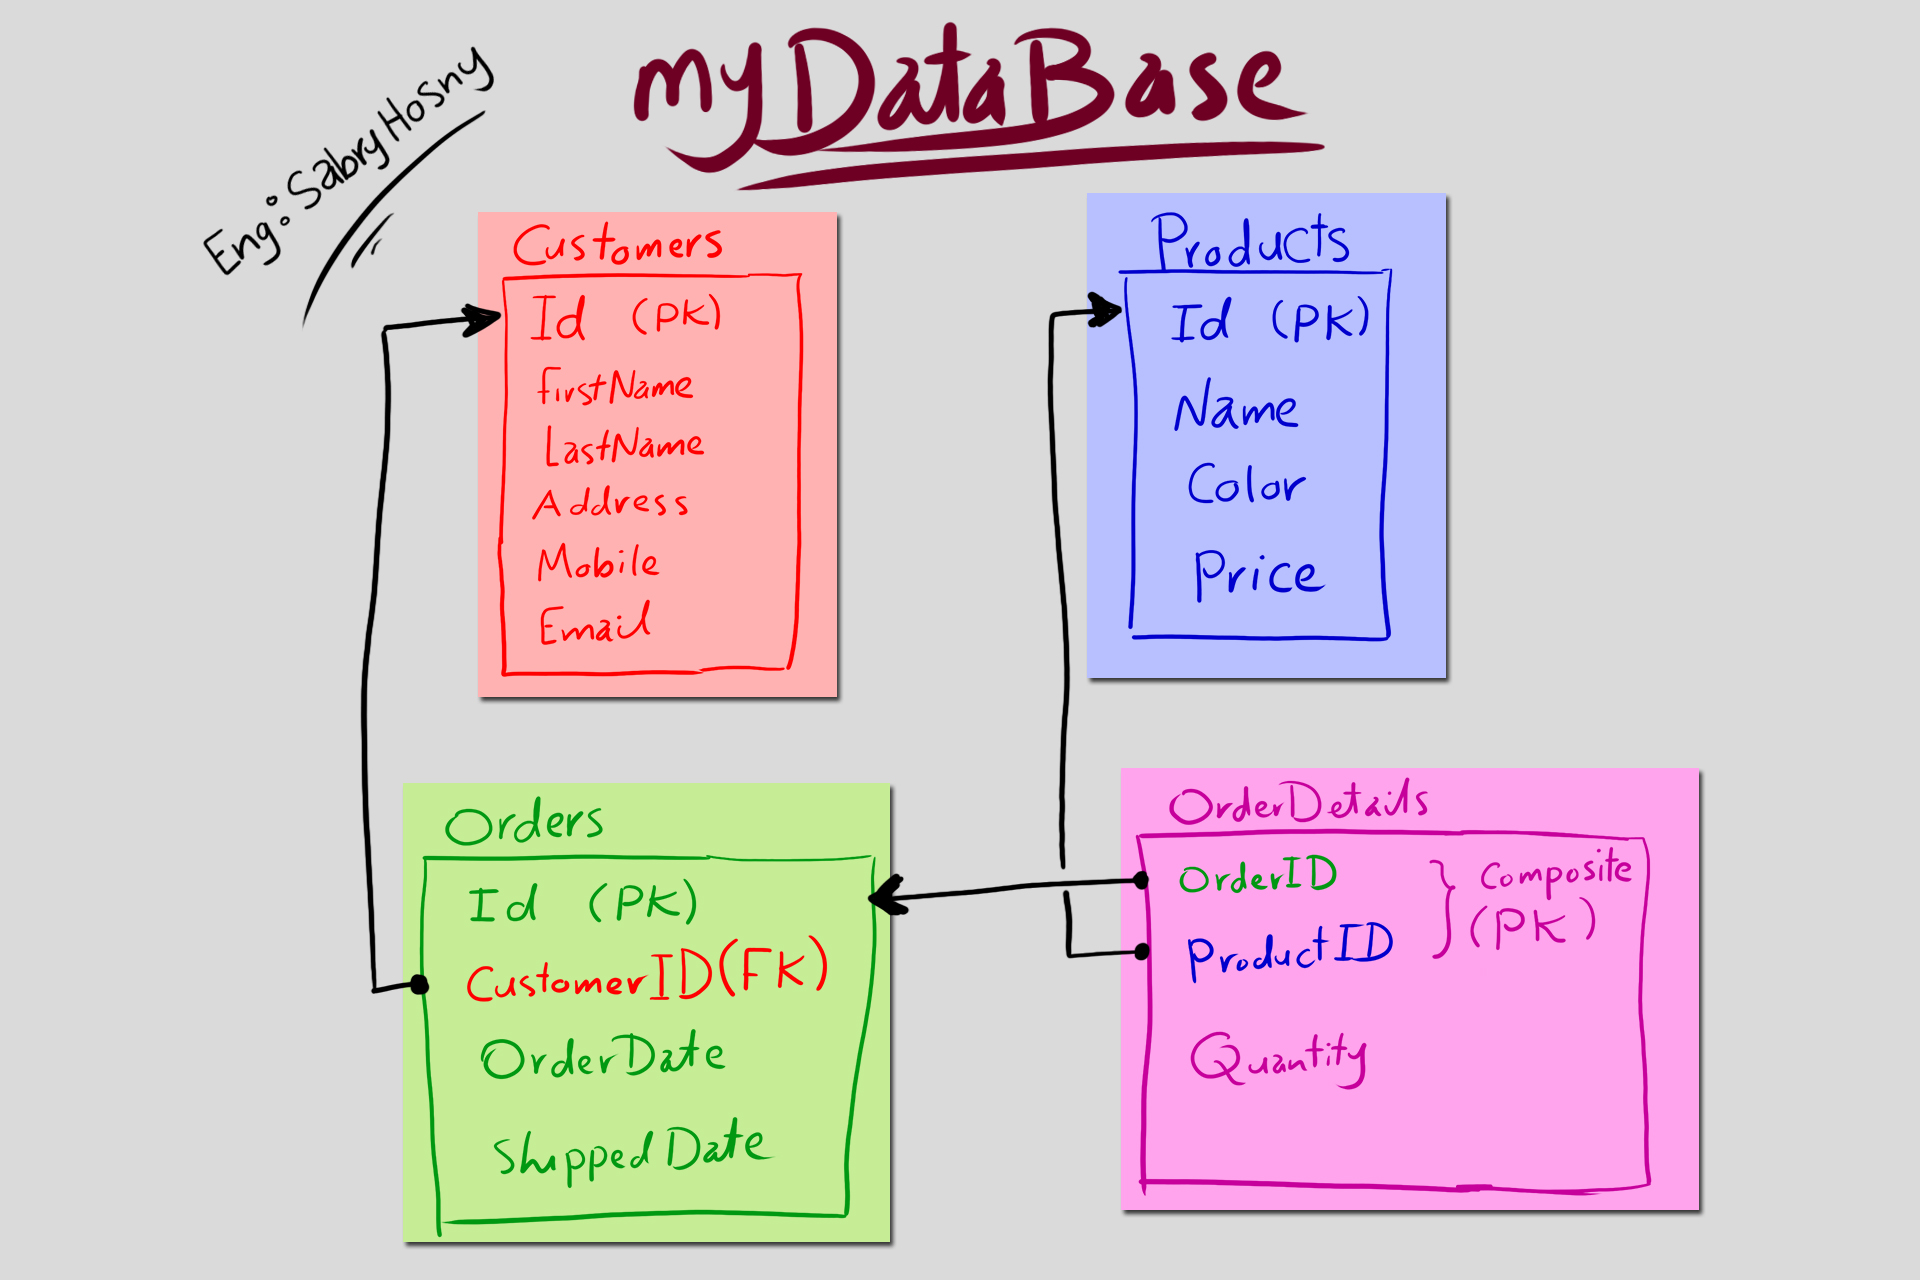 myDataBase
Eng: Sabry Hosny
Customers
Id (PK)
FirstName
LastName
Address
Mobile
Email
Products
Id (PK)
Name
Color
Price
Orders
Id (PK)
CustomerID (FK)
OrderDate
ShippedDate
OrderDetails
OrderID
ProductID
Composite
(PK)
Quantity